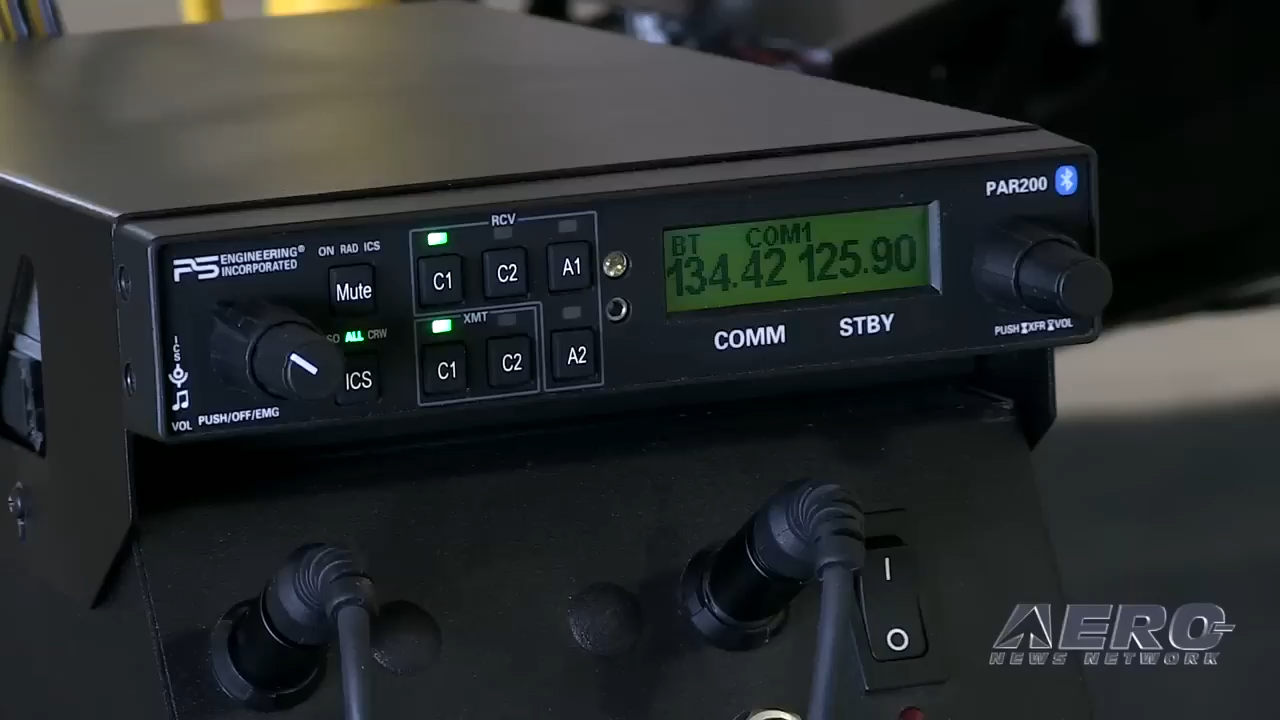 PS ENGINEERING®
INCORPORATED
ON RAD ICS
Mute
ALL CRW
ICS
ICS
VOL PUSH/OFF/EMG
RCV
C1 C2 A1
XMT
C1 C2 A2
BT COM1
134.42 125.90
COMM STBY
PAR200
PUSH XFR VOL
I
O
AERO
NEWS NETWORK